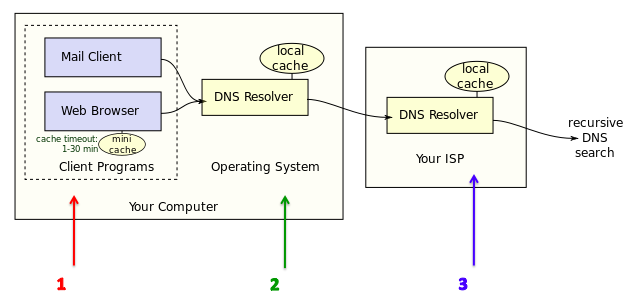 Mail Client
Web Browser
cache timeout:
1-30 min
mini
cache
Client Programs
local
cache
DNS Resolver
Operating System
Your Computer
local
cache
DNS Resolver
Your ISP
recursive
DNS
search
1
2
3